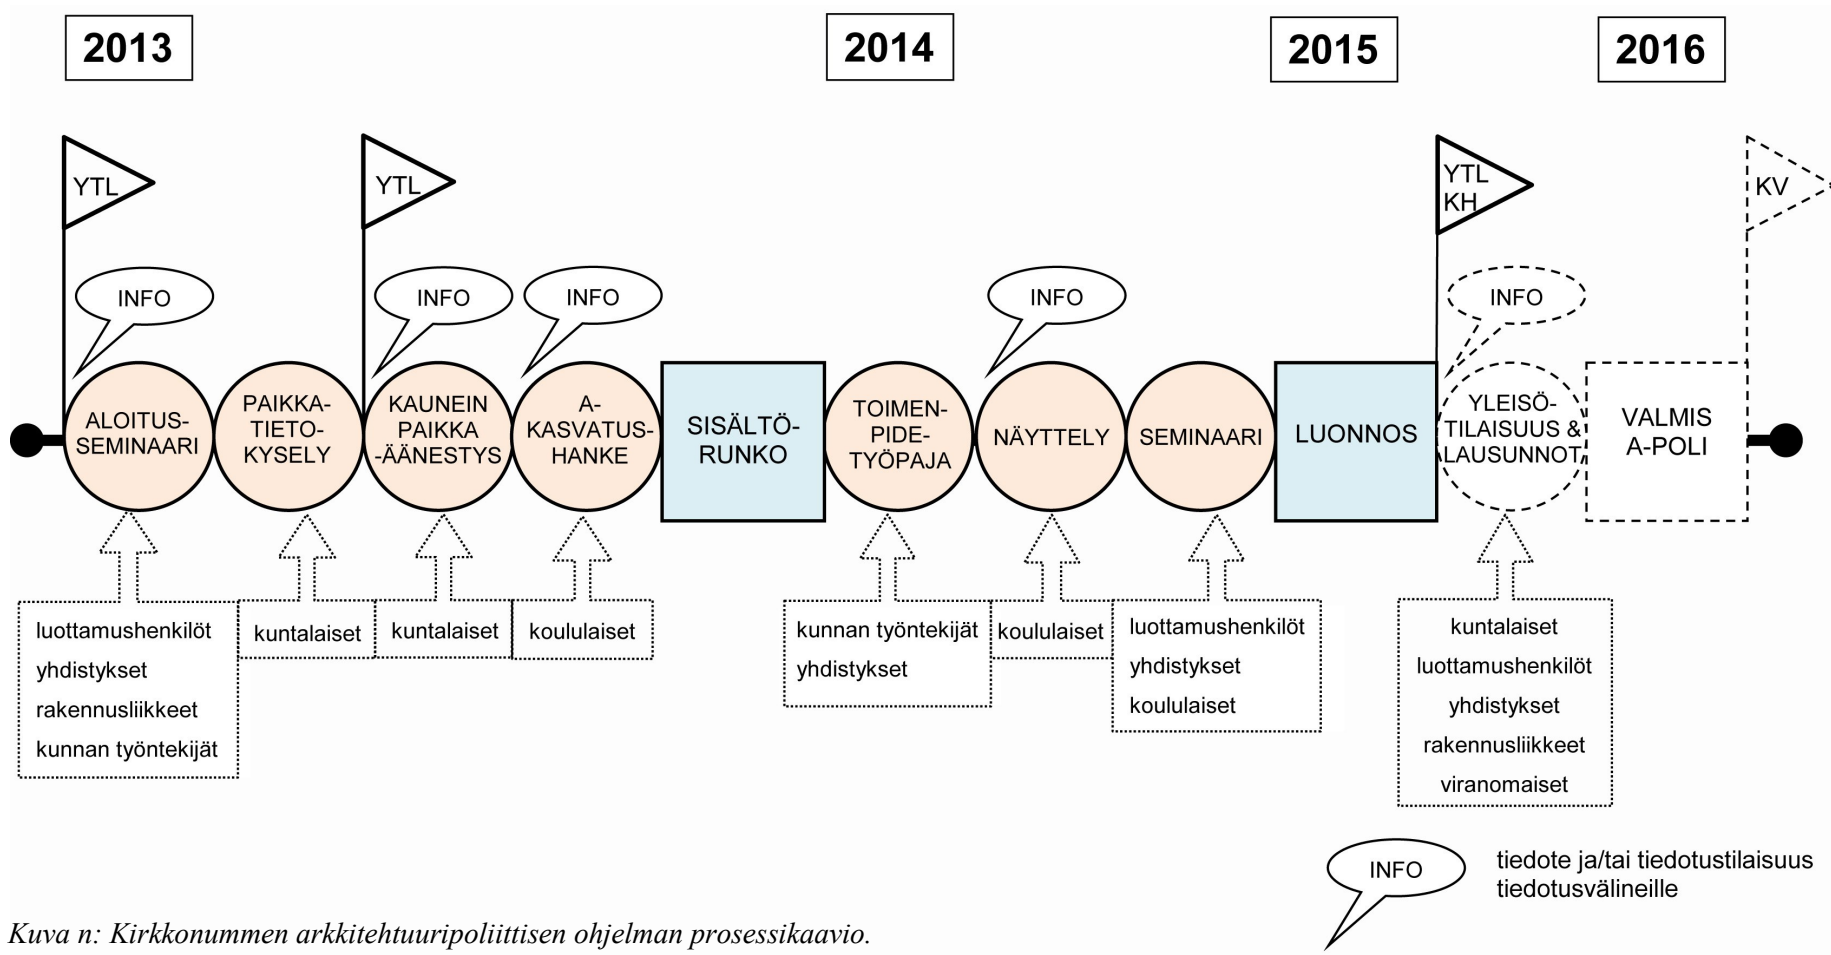 2013
2014
2015
2016
YTL
YTL
YTL
KH
KV
INFO
INFO
INFO
INFO
INFO
ALOITUS-
SEMINAARI
PAIKKA-
TIETO-
KYSELY
KAUNEIN
PAIKKA
-ÄÄNESTYS
A-
KASVATUS-
HANKE
SISÄLTÖ-
RUNKO
TOIMEN-
PIDE-
TYÖPAJA
NÄYTTELY
SEMINAARI
LUONNOS
YLEISÖ-
TILAISUUS &
LAUSUNNOT
VALMIS
A-POLI
luottamushenkilöt
yhdistykset
rakennusliikkeet
kunnan työntekijät
kuntalaiset
kuntalaiset
koululaiset
kunnan työntekijät
yhdistykset
koululaiset
luottamushenkilöt
yhdistykset
koululaiset
kuntalaiset
luottamushenkilöt
yhdistykset
rakennusliikkeet
viranomaiset
INFO
tiedote ja/tai tiedotustilaisuus
tiedotusvälineille
Kuva n: Kirkkonummen arkkitehtuuripoliittisen ohjelman prosessikaavio.